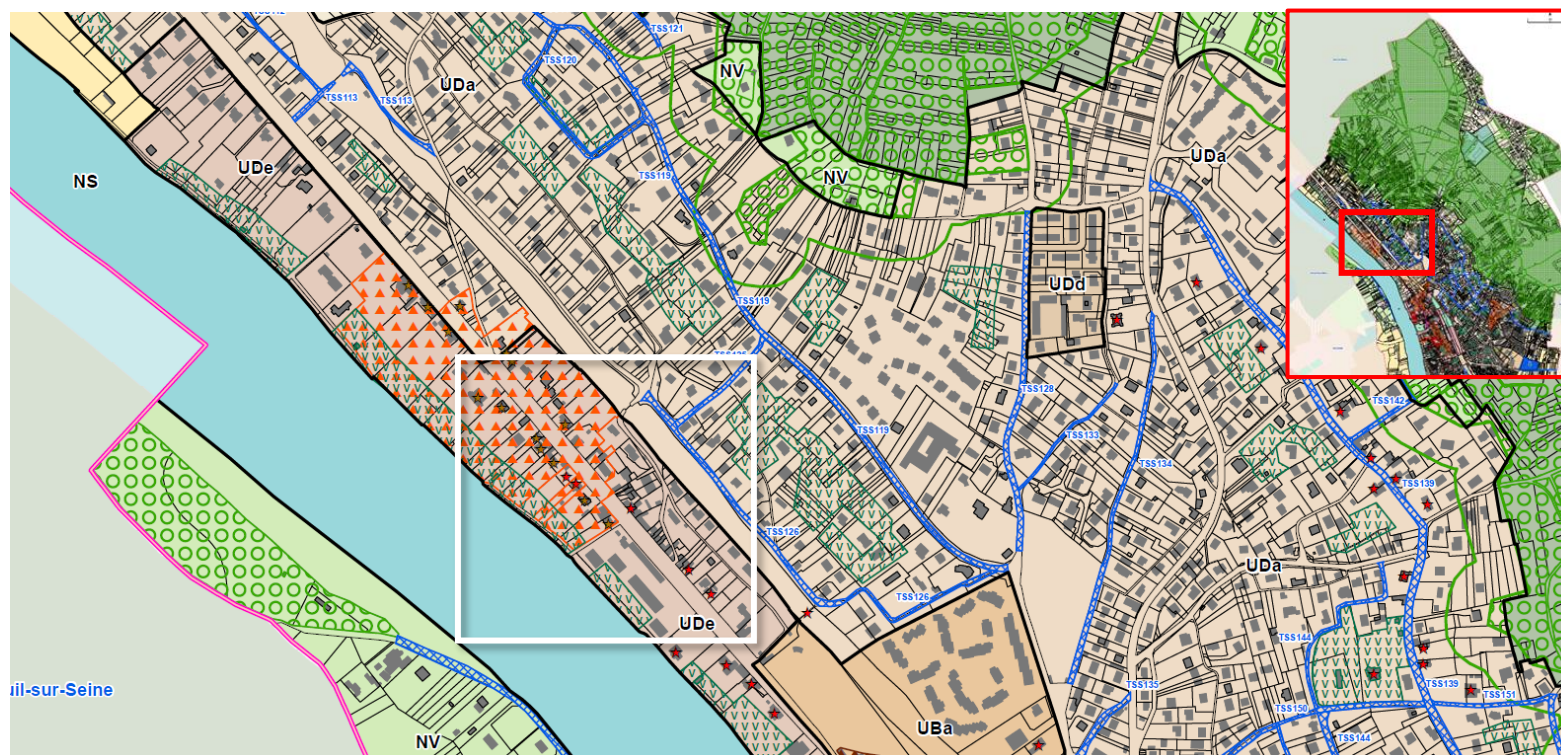 TSS121
TSS120
UDa
NV
TSS113
TSS113
UDa
UDe
NS
TSS119
NV
UDd
TSS119
TSS128
TSS142
TSS133
TSS119
TSS134
TSS139
TSS126
UDa
TSS126
UDe
TSS144
TSS135
TSS139
TSS151
uil-sur-Seine
TSS150
UBa
NV
TSS144